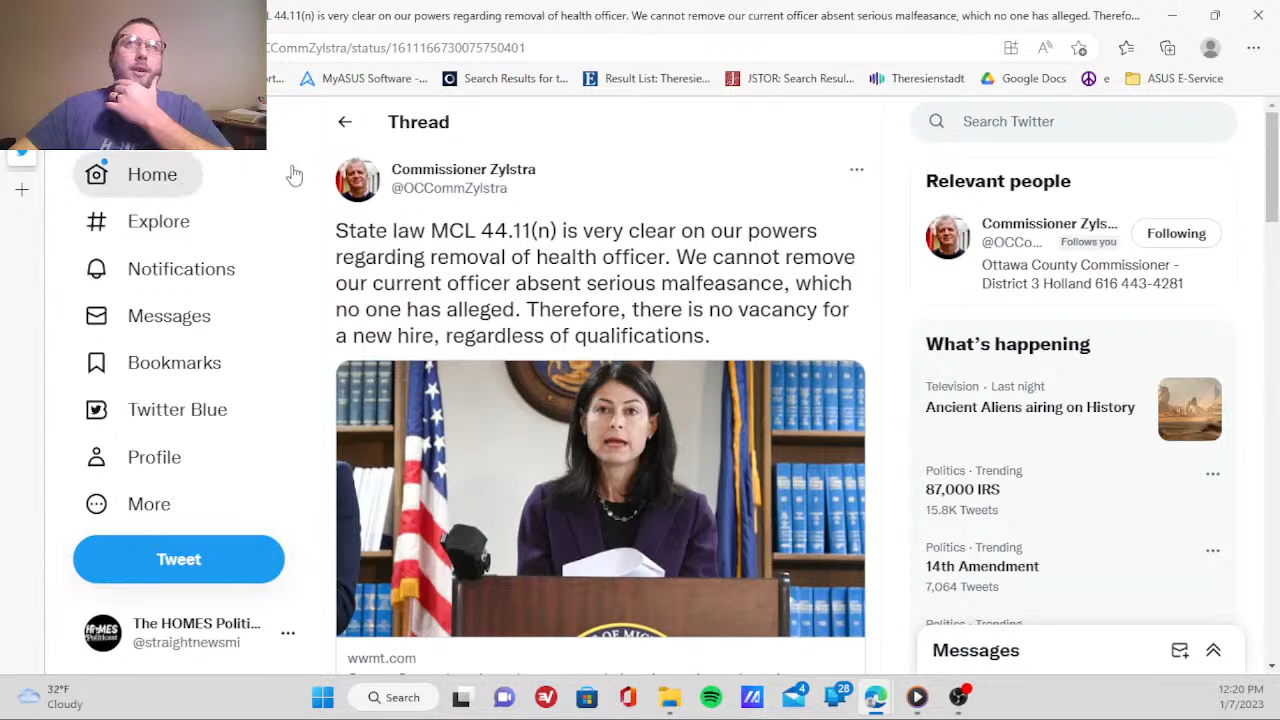 L 44.11(n) is very clear on our powers regarding removal of health officer. We cannot remove our current officer absent serious malfeasance, which no one has alleged. Therefo...
CCommZylstra/status/1611166730075750401
ort...
MyASUS Software -...
Search Results for t...
Result List: Theresie...
JSTOR: Search Resul...
Theresienstadt
Google Docs
e
ASUS E-Service
Thread
Search Twitter
Home
Explore
Notifications
Messages
Bookmarks
Twitter Blue
Profile
More
Tweet
The HOMES Politi...
@straightnewsmi
Commissioner Zylstra
@OCCommZylstra
State law MCL 44.11(n) is very clear on our powers
regarding removal of health officer. We cannot remove
our current officer absent serious malfeasance, which
no one has alleged. Therefore, there is no vacancy for
a new hire, regardless of qualifications.
OF MIC
wwmt.com
Relevant people
Commissioner Zyls...
@OCCo...
Follows you
Following
Ottawa County Commissioner -
District 3 Holland 616 443-4281
What's happening
Television · Last night
Ancient Aliens airing on History
Politics · Trending
87,000 IRS
15.8K Tweets
Politics · Trending
14th Amendment
7,064 Tweets
Messages
32°F
Cloudy
Search
4
28
12:20 PM
1/7/2023